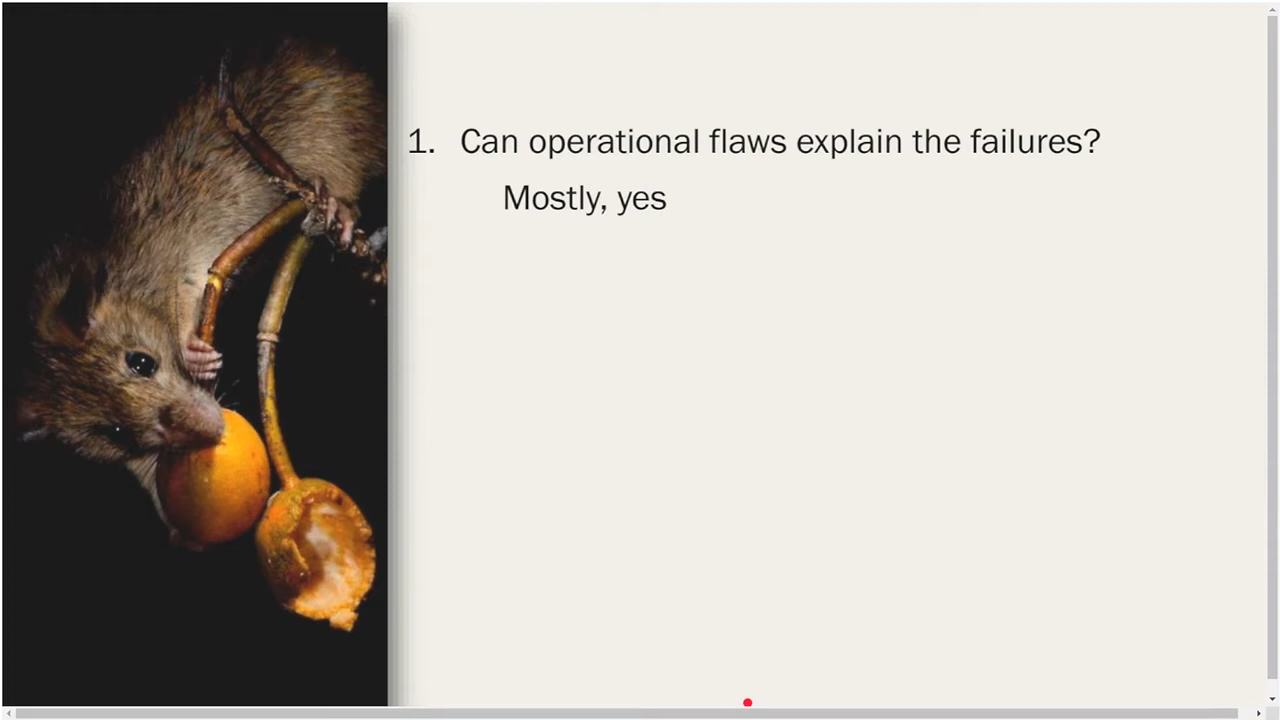 1. Can operational flaws explain the failures?
Mostly, yes